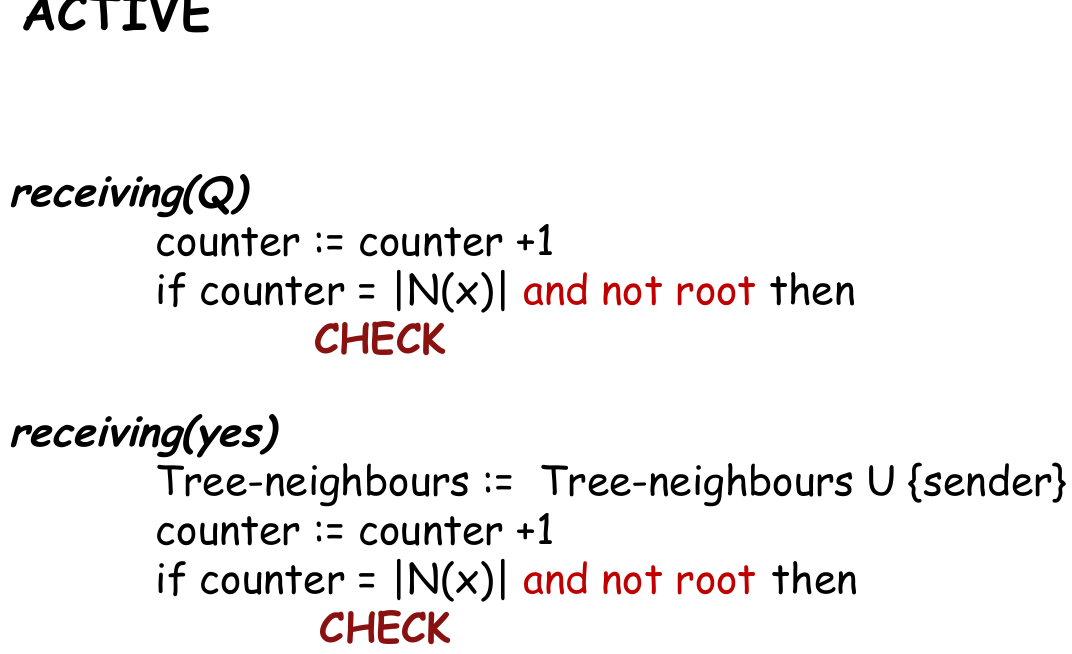 ACTIVE
receiving(Q)
counter := counter +1
if counter = |N(x)| and not root then
CHECK
receiving(yes)
Tree-neighbours := Tree-neighbours U {sender}
counter := counter +1
if counter = |N(x)| and not root then
CHECK